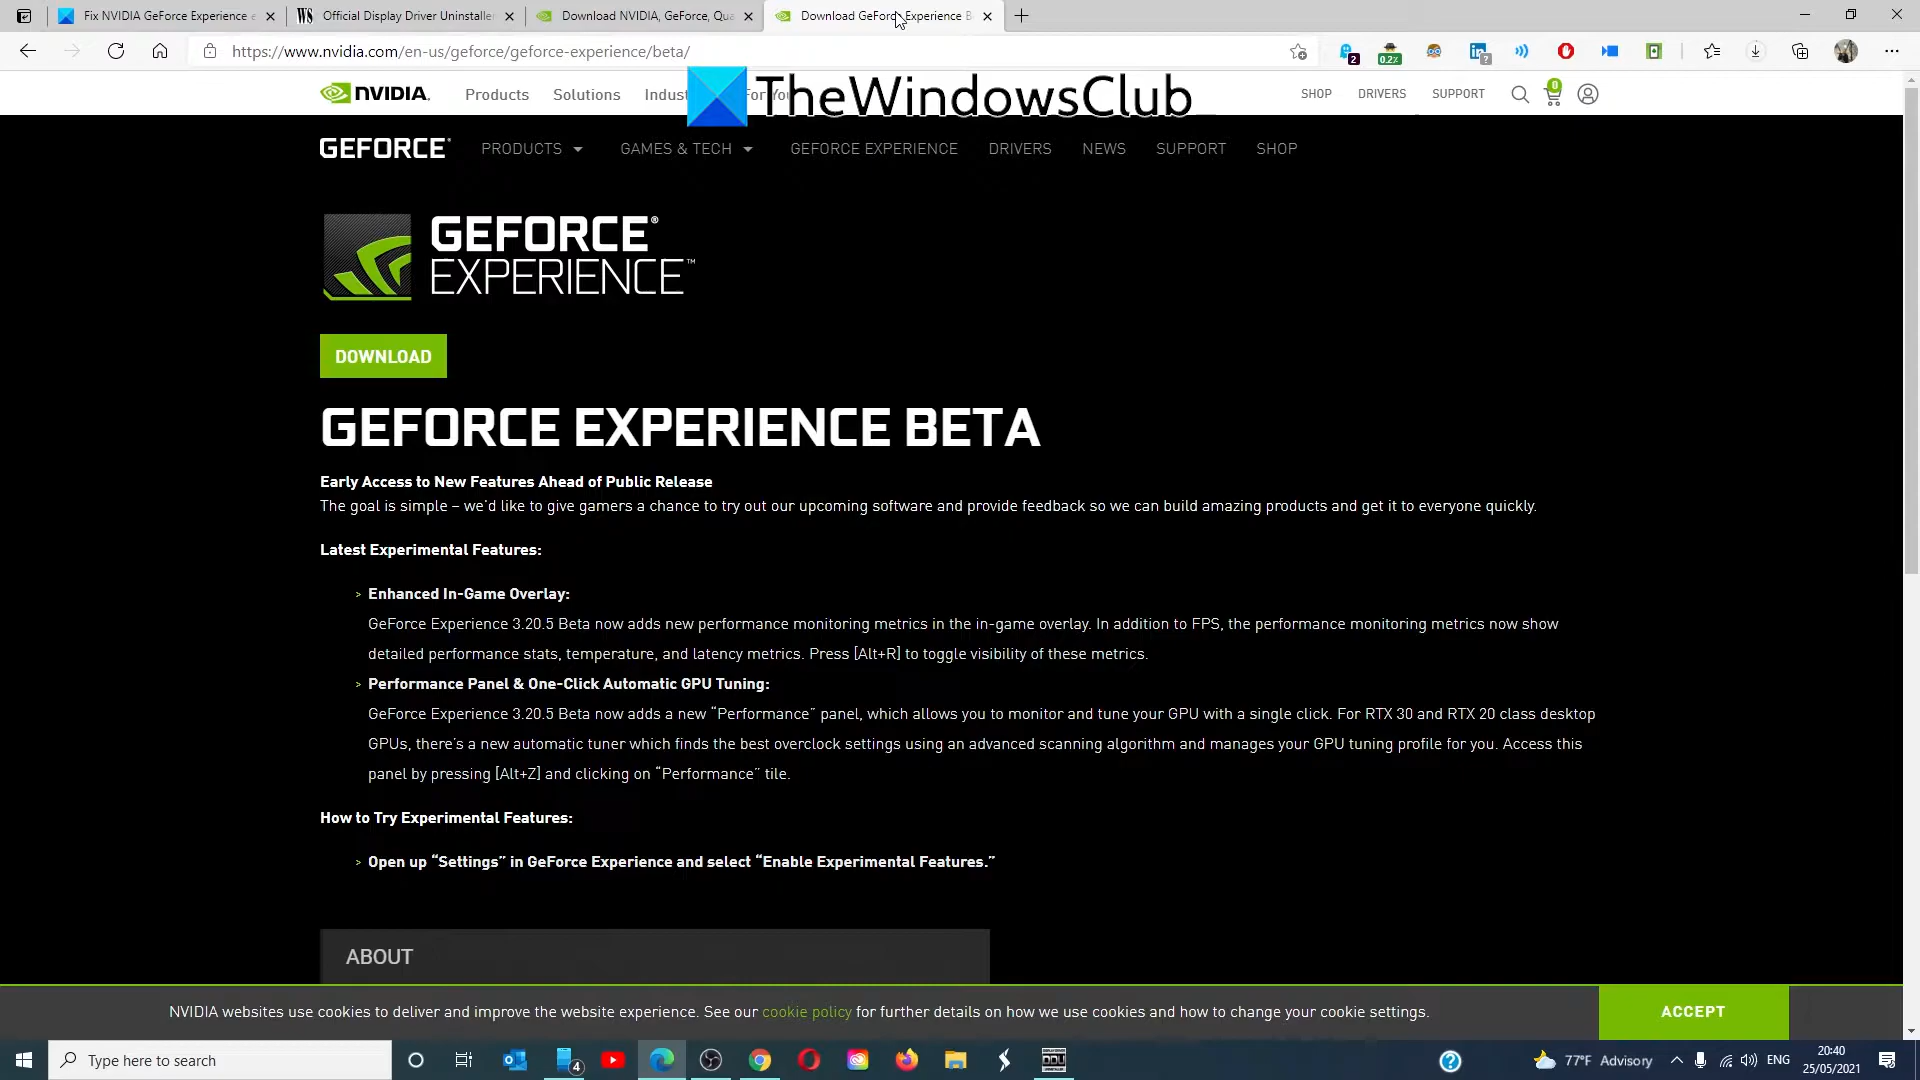 Fix NVIDIA GeForce Experience e
Official Display Driver Uninstaller
Download NVIDIA, GeForce, Qua
Download GeForce Experience B
https://www.nvidia.com/en-us/geforce/geforce-experience/beta/
2
0.2%
?
NVIDIA.
Products
Solutions
Indust
For You
TheWindowsClub
SHOP
DRIVERS
SUPPORT
0
GEFORCE
PRODUCTS
GAMES & TECH
GEFORCE EXPERIENCE
DRIVERS
NEWS
SUPPORT
SHOP
GEFORCE®
EXPERIENCE™
DOWNLOAD
GEFORCE EXPERIENCE BETA
Early Access to New Features Ahead of Public Release
The goal is simple – we'd like to give gamers a chance to try out our upcoming software and provide feedback so we can build amazing products and get it to everyone quickly.
Latest Experimental Features:
> Enhanced In-Game Overlay:
GeForce Experience 3.20.5 Beta now adds new performance monitoring metrics in the in-game overlay. In addition to FPS, the performance monitoring metrics now show
detailed performance stats, temperature, and latency metrics. Press [Alt+R] to toggle visibility of these metrics.
> Performance Panel & One-Click Automatic GPU Tuning:
GeForce Experience 3.20.5 Beta now adds a new “Performance” panel, which allows you to monitor and tune your GPU with a single click. For RTX 30 and RTX 20 class desktop
GPUs, there's a new automatic tuner which finds the best overclock settings using an advanced scanning algorithm and manages your GPU tuning profile for you. Access this
panel by pressing [Alt+Z] and clicking on “Performance” tile.
How to Try Experimental Features:
> Open up “Settings” in GeForce Experience and select “Enable Experimental Features.”
ABOUT
NVIDIA websites use cookies to deliver and improve the website experience. See our cookie policy for further details on how we use cookies and how to change your cookie settings.
ACCEPT
Type here to search
4
DDU
77°F Advisory
ENG
20:40
25/05/2021